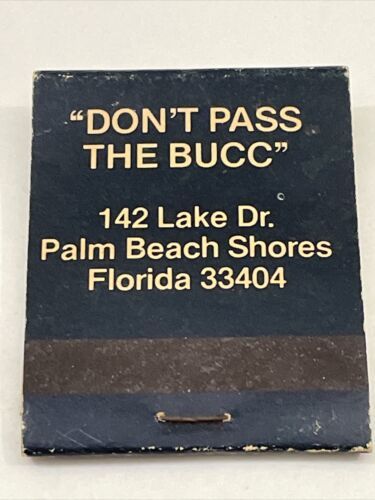 “DON’T PASS
THE BUCC”
142 Lake Dr.
Palm Beach Shores
Florida 33404